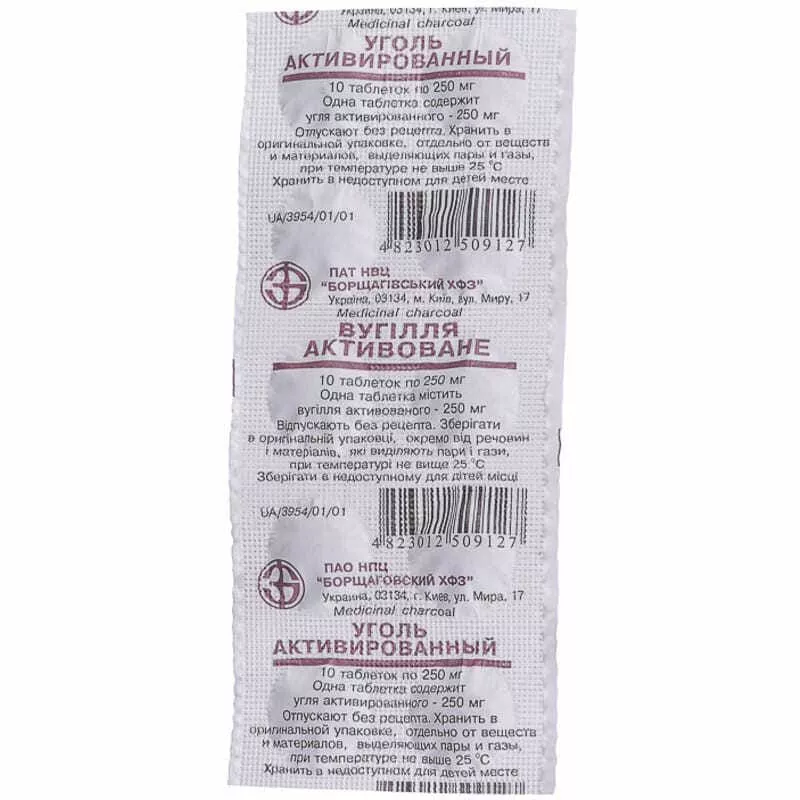 Украина, 03134, г. Киев, ул. Мира, 17
Medicinal charcoal
УГОЛЬ
АКТИВИРОВАННЫЙ
10 таблеток по 250 мг
Одна таблетка содержит
угля активированного - 250 мг
Отпускают без рецепта. Хранить в
оригинальной упаковке, отдельно от веществ
и материалов, выделяющих пары и газы,
при температуре не выше 25 °C
Хранить в недоступном для детей месте
UA/3954/01/01
4 823012 509127
ПАТ НВЦ
"БОРЩАГІВСЬКИЙ ХФЗ"
Україна, 03134, м. Київ, вул. Миру, 17
Medicinal charcoal
ВУГІЛЛЯ
АКТИВОВАНЕ
10 таблеток по 250 мг
Одна таблетка містить
вугілля активованого - 250 мг
Відпускають без рецепта. Зберігати
в оригінальній упаковці, окремо від речовин
і матеріалів, які виділяють пари і гази,
при температурі не вище 25 °C
Зберігати в недоступному для дітей місці
UA/3954/01/01
4 823012 509127
ПАО НПЦ
"БОРЩАГОВСКИЙ ХФЗ"
Украина, 03134, г. Киев, ул. Мира, 17
Medicinal charcoal
УГОЛЬ
АКТИВИРОВАННЫЙ
10 таблеток по 250 мг
Одна таблетка содержит
угля активированного - 250 мг
Отпускают без рецепта. Хранить в
оригинальной упаковке, отдельно от веществ
и материалов, выделяющих пары и газы,
при температуре не выше 25 °C
Хранить в недоступном для детей месте